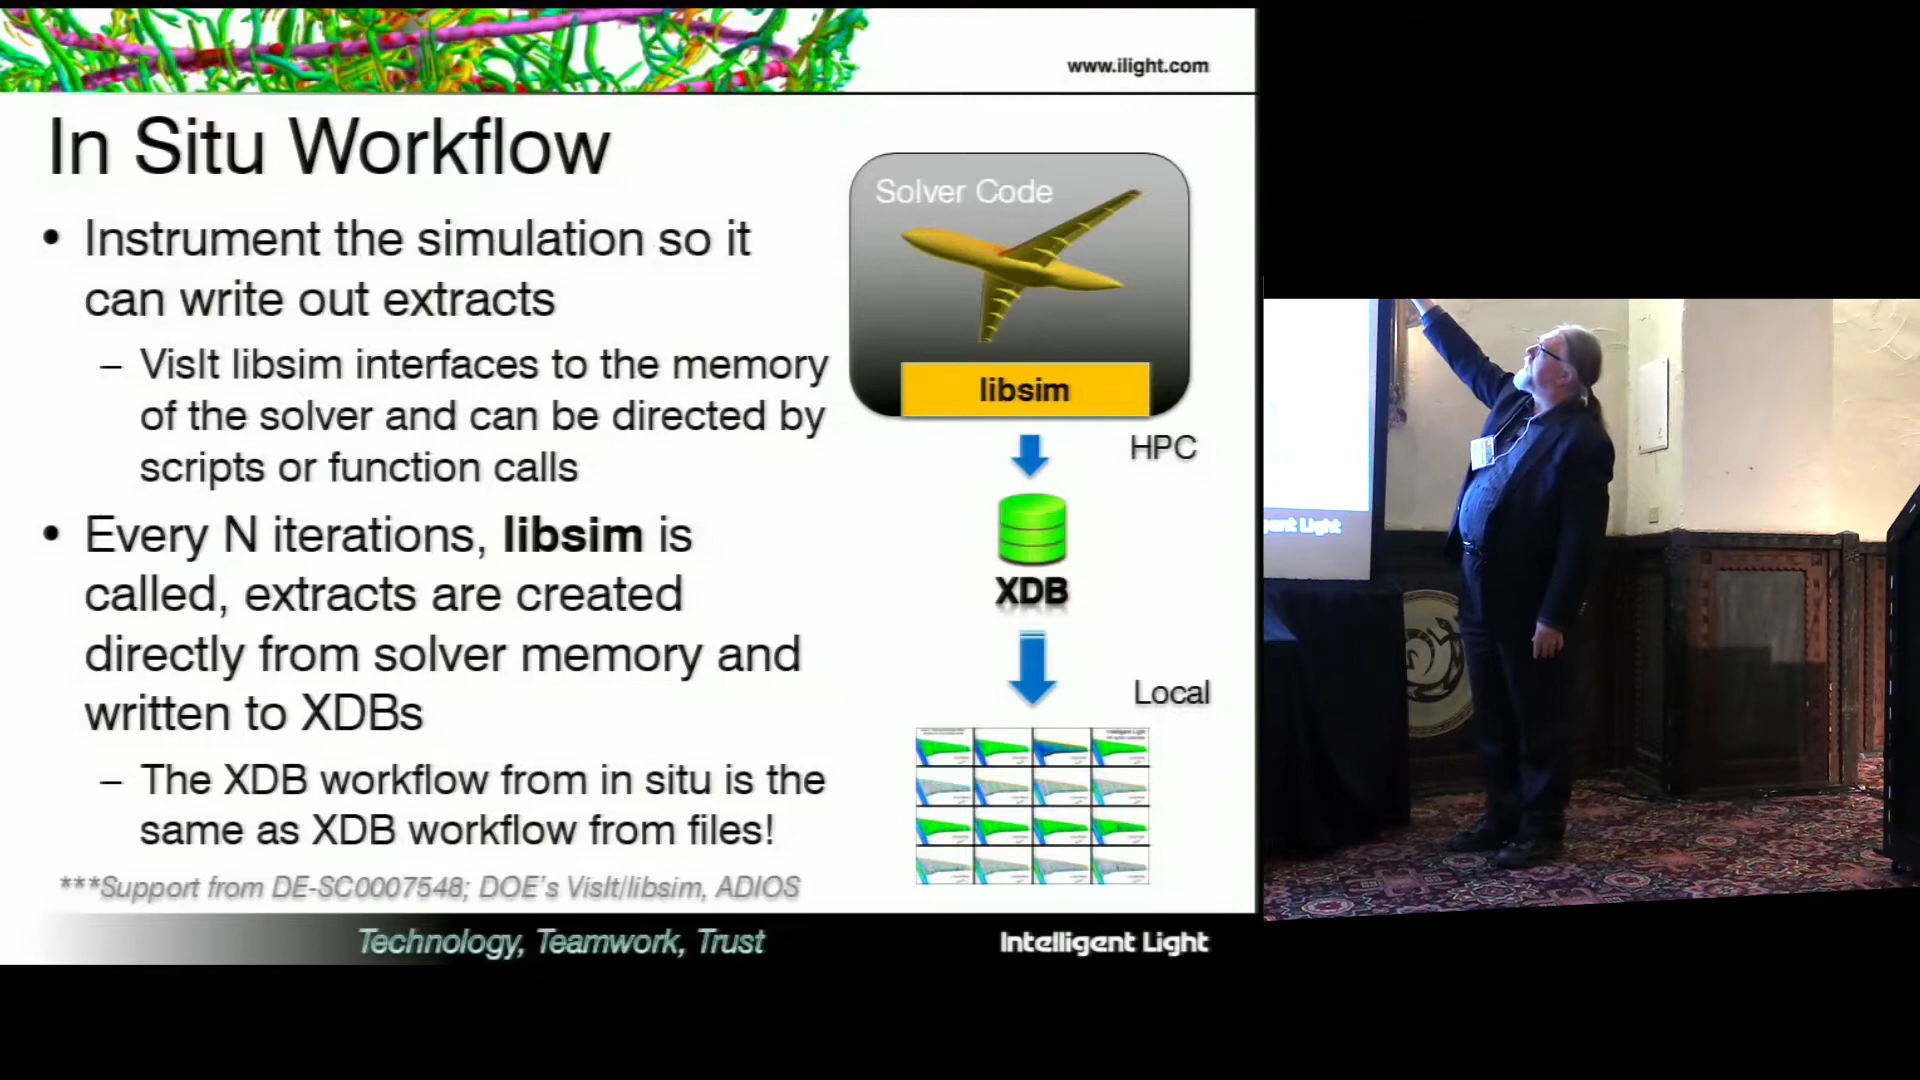 www.ilight.com
In Situ Workflow
• Instrument the simulation so it
can write out extracts
– VisIt libsim interfaces to the memory
of the solver and can be directed by
scripts or function calls
• Every N iterations, libsim is
called, extracts are created
directly from solver memory and
written to XDBs
– The XDB workflow from in situ is the
same as XDB workflow from files!
***Support from DE-SC0007548; DOE's VisIt/libsim, ADIOS
Solver Code
libsim
HPC
XDB
Local
Technology, Teamwork, Trust
Intelligent Light
Light